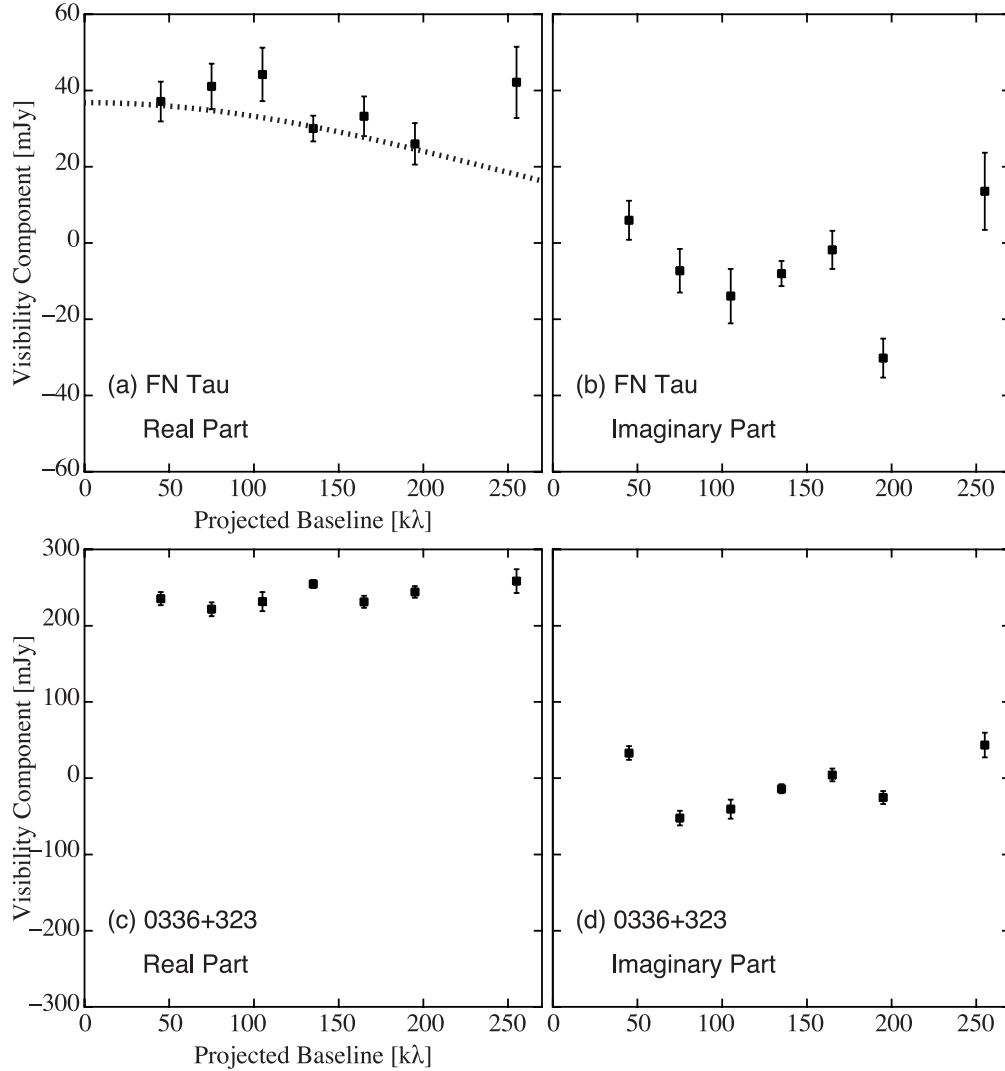 60
40
20
0
−20
−40
−60
Visibility Component [mJy]
(a) FN Tau
Real Part
0 50 100 150 200 250
Projected Baseline [kλ]
(b) FN Tau
Imaginary Part
0 50 100 150 200 250
300
200
100
0
−100
−200
−300
Visibility Component [mJy]
(c) 0336+323
Real Part
0 50 100 150 200 250
Projected Baseline [kλ]
(d) 0336+323
Imaginary Part
0 50 100 150 200 250